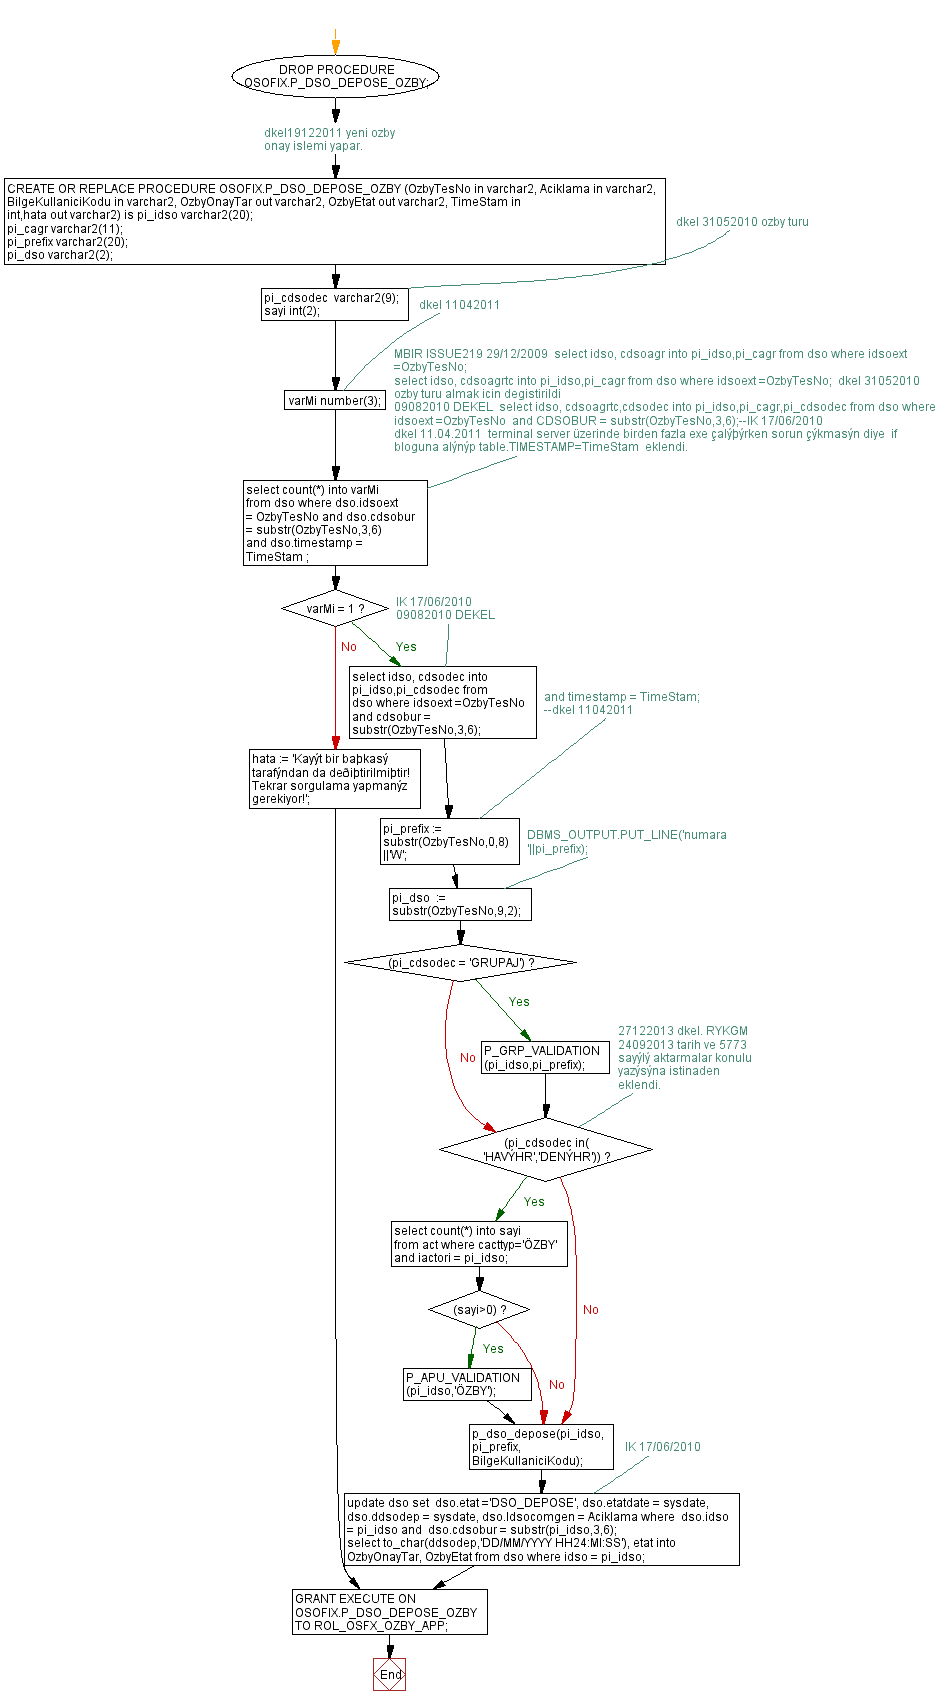 DROP PROCEDURE
OSOFIX.P_DSO_DEPOSE_OZBY;
dkel19122011 yeni ozby
onay islemi yapar.
CREATE OR REPLACE PROCEDURE OSOFIX.P_DSO_DEPOSE_OZBY (OzbyTesNo in varchar2, Aciklama in varchar2,
BilgeKullaniciKodu in varchar2, OzbyOnayTar out varchar2, OzbyEtat out varchar2, TimeStam in
int,hata out varchar2) is pi_idso varchar2(20);
pi_cagr varchar2(11);
pi_prefix varchar2(20);
pi_dso varchar2(2);
dkel 31052010 ozby turu
pi_cdsodec  varchar2(9);
sayi int(2);
dkel 11042011
MBIR ISSUE219 29/12/2009  select idso, cdsoagr into pi_idso,pi_cagr from dso where idsoext
=OzbyTesNo;
select idso, cdsoagrtc into pi_idso,pi_cagr from dso where idsoext=OzbyTesNo;  dkel 31052010
ozby turu almak icin degistirildi
09082010 DEKEL  select idso, cdsoagrtc,cdsodec into pi_idso,pi_cagr,pi_cdsodec from dso where
idsoext=OzbyTesNo  and CDSOBUR = substr(OzbyTesNo,3,6);--IK 17/06/2010
dkel 11.04.2011  terminal server üzerinde birden fazla exe çalýþýrken sorun çýkmasýn diye  if
bloguna alýnýp table.TIMESTAMP=TimeStam  eklendi.
varMi number(3);
select count(*) into varMi
from dso where dso.idsoext
= OzbyTesNo and dso.cdsobur
= substr(OzbyTesNo,3,6)
and dso.timestamp =
TimeStam ;
varMi = 1 ?
IK 17/06/2010
09082010 DEKEL
No
Yes
select idso, cdsodec into
pi_idso,pi_cdsodec from
dso where idsoext=OzbyTesNo
and cdsobur =
substr(OzbyTesNo,3,6);
and timestamp = TimeStam;
--dkel 11042011
hata := 'Kayýt bir baþkasý
tarafýndan da deðiþtirilmiþtir!
Tekrar sorgulama yapmanýz
gerekiyor!';
pi_prefix :=
substr(OzbyTesNo,0,8)
||'W';
DBMS_OUTPUT.PUT_LINE('numara
'||pi_prefix);
pi_dso  :=
substr(OzbyTesNo,9,2);
(pi_cdsodec = 'GRUPAJ') ?
Yes
No
P_GRP_VALIDATION
(pi_idso,pi_prefix);
27122013 dkel. RYKGM
24092013 tarih ve 5773
sayýlý aktarmalar konulu
yazýsýna istinaden
eklendi.
(pi_cdsodec in(
'HAVÝHR','DENÝHR')) ?
Yes
No
select count(*) into sayi
from act where cacttyp='ÖZBY'
and iactori = pi_idso;
(sayi>0) ?
Yes
No
P_APU_VALIDATION
(pi_idso,'ÖZBY');
p_dso_depose(pi_idso,
pi_prefix,
BilgeKullaniciKodu);
IK 17/06/2010
update dso set  dso.etat='DSO_DEPOSE', dso.etatdate = sysdate,
dso.ddsodep = sysdate, dso.ldsocomgen = Aciklama where  dso.idso
= pi_idso and  dso.cdsobur = substr(pi_idso,3,6);
select to_char(ddsodep,'DD/MM/YYYY HH24:MI:SS'), etat into
OzbyOnayTar, OzbyEtat from dso where idso = pi_idso;
GRANT EXECUTE ON
OSOFIX.P_DSO_DEPOSE_OZBY
TO ROL_OSFX_OZBY_APP;
End